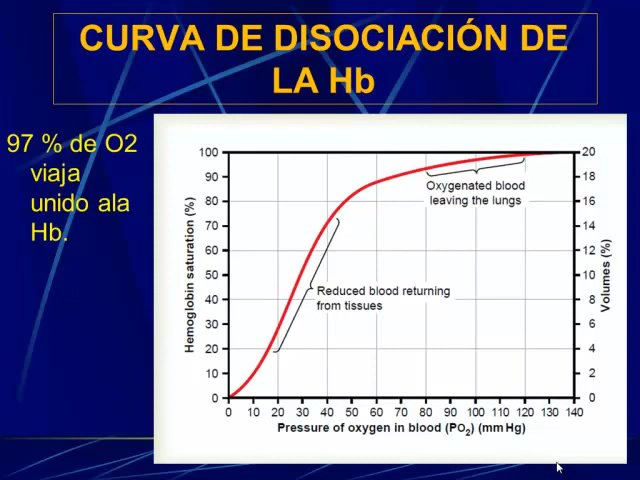 CURVA DE DISOCIACIÓN DE
LA Hb
97 % de O2
viaja
unido ala
Hb.
Hemoglobin saturation (%)
100
90
80
70
60
50
40
30
20
10
0
Oxygenated blood
leaving the lungs
Reduced blood returning
from tissues
20
18
16
14
12
10
8
6
4
2
0
Volumes (%)
0 10 20 30 40 50 60 70 80 90 100 110 120 130 140
Pressure of oxygen in blood (PO2) (mm Hg)